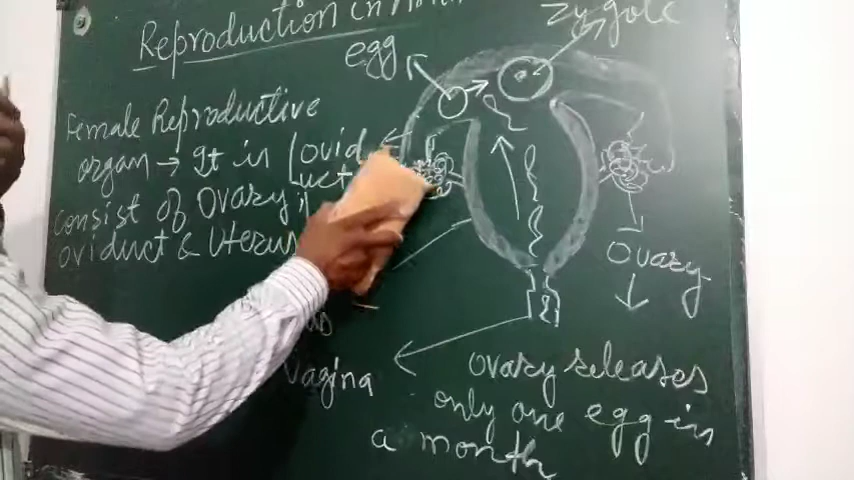 Reproduction in
egg
zygote
Female Reproductive
organ → It in
consist of Ovary
oviduct & Uterus
Ovary
Vagina
Ovary releases
only one egg in
a month